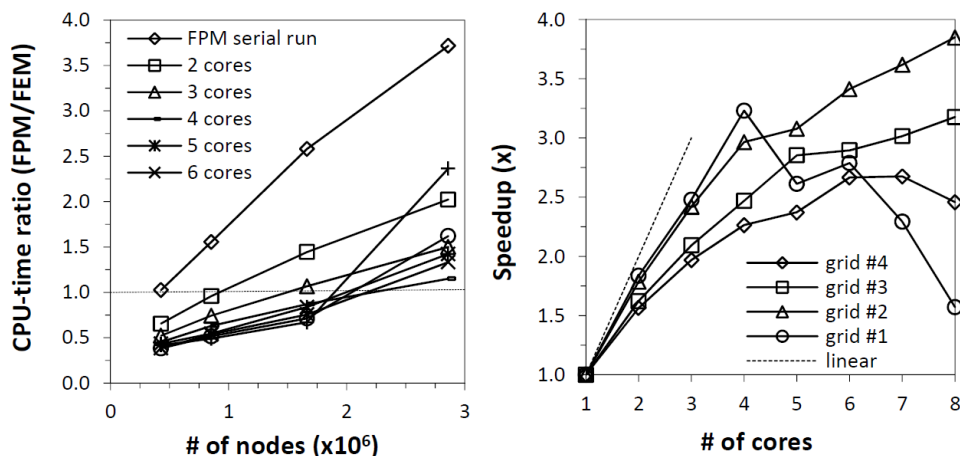 CPU-time ratio (FPM/FEM)
4.0
3.5
3.0
2.5
2.0
1.5
1.0
0.5
0.0
FPM serial run
2 cores
3 cores
4 cores
5 cores
6 cores
0 1 2 3
# of nodes (x10⁶)
Speedup (x)
4.0
3.5
3.0
2.5
2.0
1.5
1.0
grid #4
grid #3
grid #2
grid #1
linear
1 2 3 4 5 6 7 8
# of cores